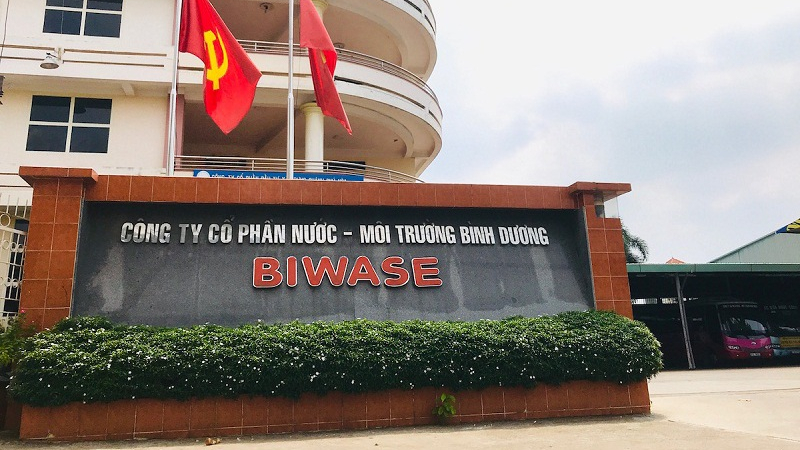 CÔNG TY CỔ PHẦN NƯỚC - MÔI TRƯỜNG BÌNH DƯƠNG
BIWASE